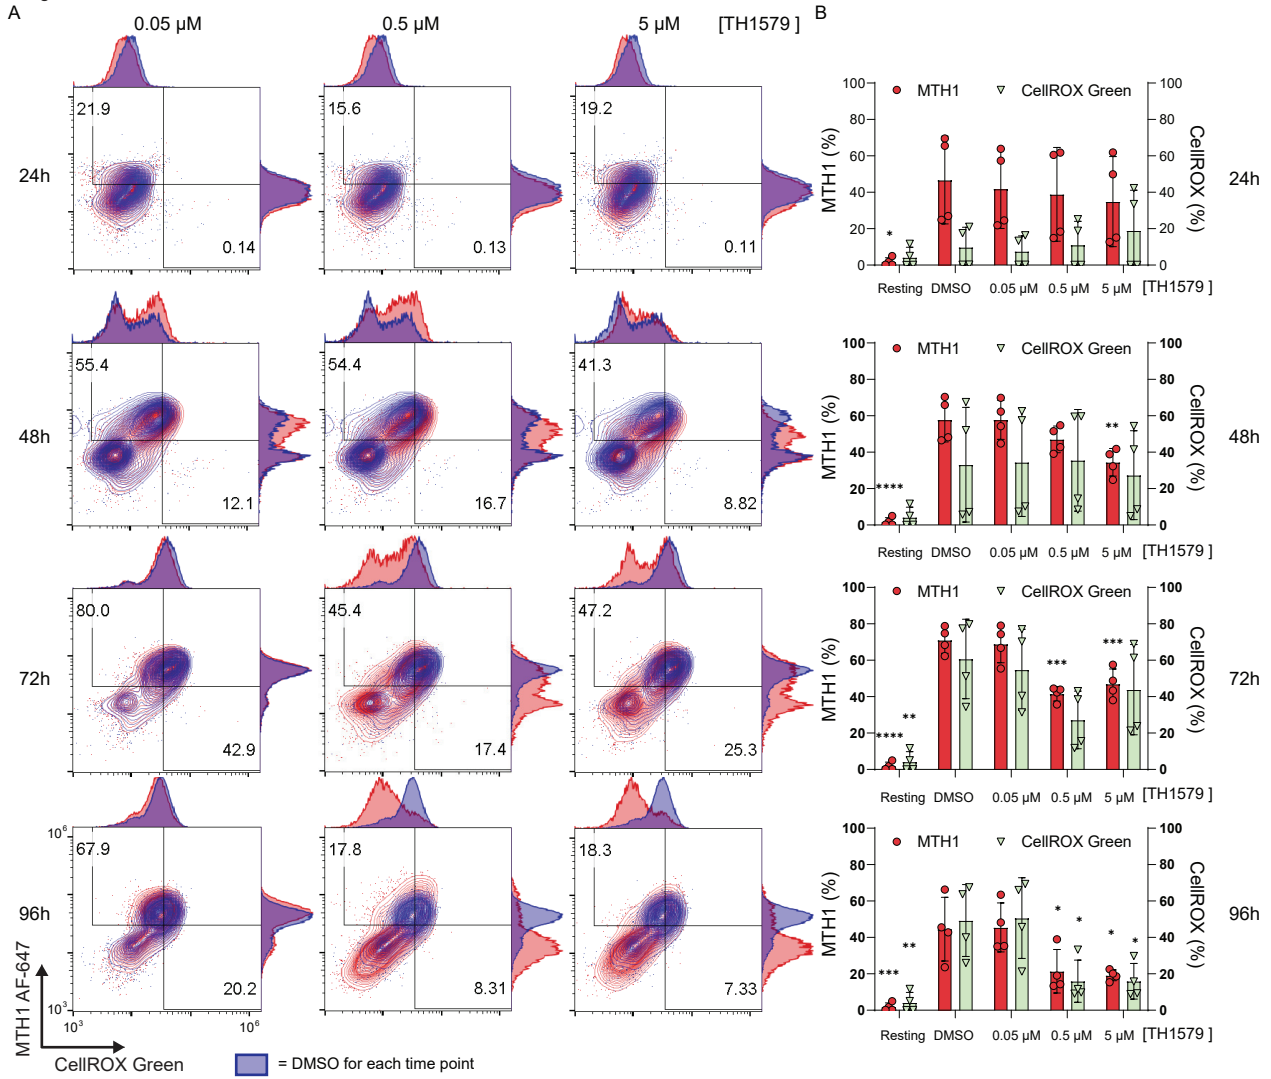 A
0.05 µM
0.5 µM
5 µM
[TH1579 ]
24h
21.9
0.14
15.6
0.13
19.2
0.11
48h
55.4
12.1
54.4
16.7
41.3
8.82
72h
80.0
42.9
45.4
17.4
47.2
25.3
96h
67.9
20.2
17.8
8.31
18.3
7.33
10^6
10^3
10^3
10^6
MTH1 AF-647
CellROX Green
= DMSO for each time point
B
MTH1
CellROX Green
MTH1 (%)
CellROX (%)
100
80
60
40
20
0
100
80
60
40
20
0
*
Resting
DMSO
0.05 µM
0.5 µM
5 µM
[TH1579 ]
24h
MTH1
CellROX Green
MTH1 (%)
CellROX (%)
100
80
60
40
20
0
100
80
60
40
20
0
****
**
Resting
DMSO
0.05 µM
0.5 µM
5 µM
[TH1579 ]
48h
MTH1
CellROX Green
MTH1 (%)
CellROX (%)
100
80
60
40
20
0
100
80
60
40
20
0
****
**
***
***
Resting
DMSO
0.05 µM
0.5 µM
5 µM
[TH1579 ]
72h
MTH1
CellROX Green
MTH1 (%)
CellROX (%)
100
80
60
40
20
0
100
80
60
40
20
0
***
**
*
*
*
*
Resting
DMSO
0.05 µM
0.5 µM
5 µM
[TH1579 ]
96h